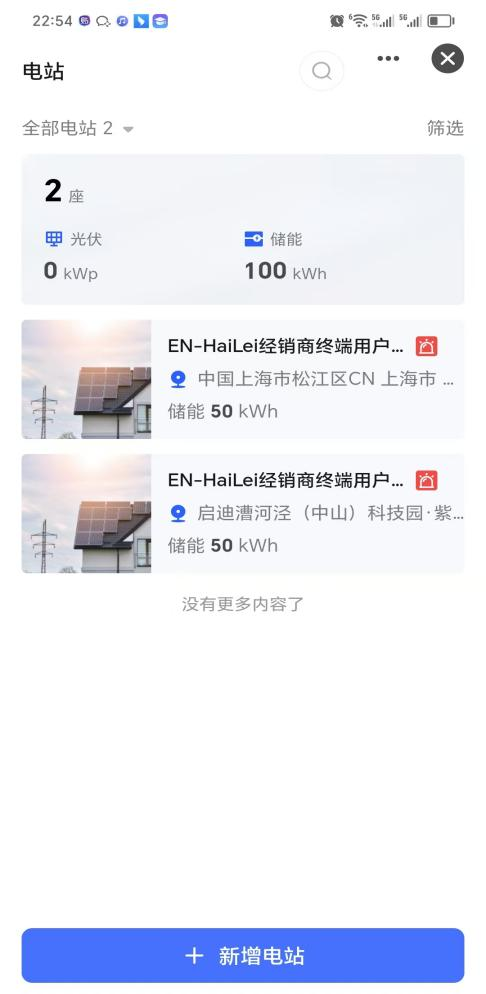 22:54
电站
全部电站 2
筛选
2 座
光伏
储能
0 kWp
100 kWh
EN-HaiLei经销商终端用户...
中国上海市松江区CN 上海市 ...
储能 50 kWh
EN-HaiLei经销商终端用户...
启迪漕河泾（中山）科技园·紫...
储能 50 kWh
没有更多内容了
+ 新增电站